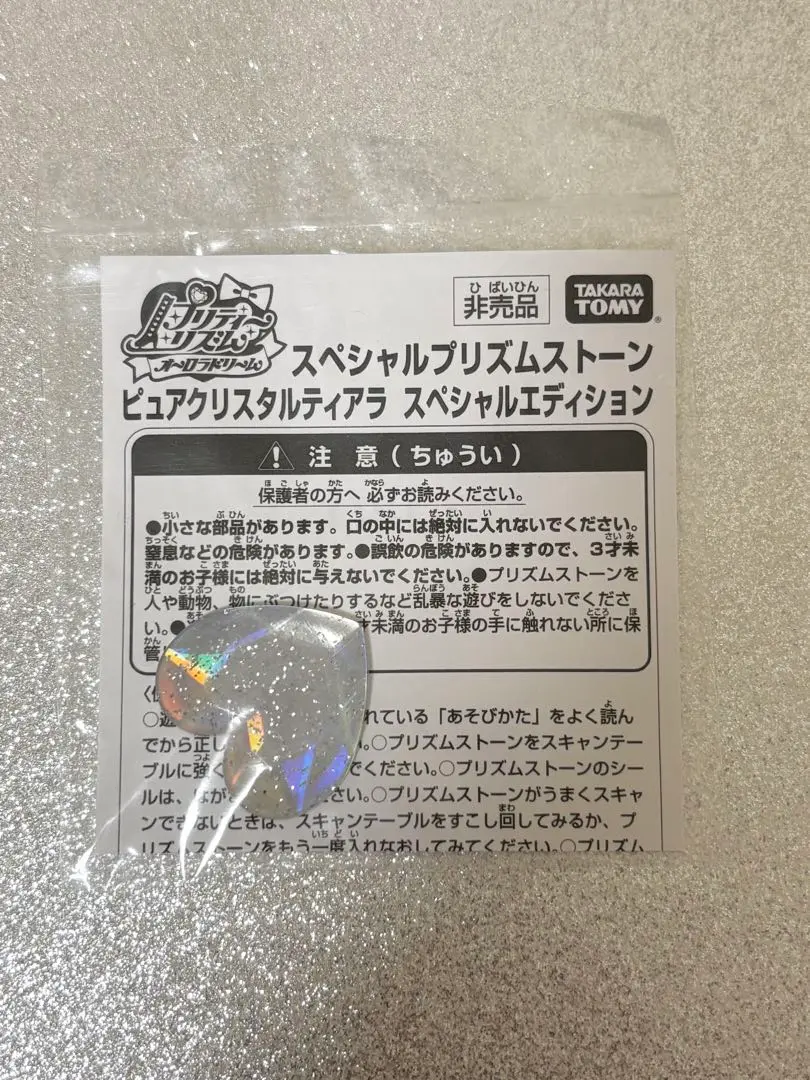 プリティーリズム
オーロラドリーム
ひ ばいひん
非売品
TAKARA TOMY
スペシャルプリズムストーン
ピュアクリスタルティアラ スペシャルエディション
注 意 ( ちゅうい )
保護者の方へ 必ずお読みください。
●小さな部品があります。口の中には絶対に入れないでください。
窒息などの危険があります。●誤飲の危険がありますので、3才未
満のお子様には絶対に与えないでください。●プリズムストーンを
人や動物、物にぶつけたりするなど乱暴な遊びをしないでくださ
い。● 才未満のお子様の手に触れない所に保
管
○遊 れている「あそびかた」をよく読ん
でから正し い。○プリズムストーンをスキャンテー
ブルに強く でください。○プリズムストーンのシー
ルは、 さい。○プリズムストーンがうまくスキャ
ンできないときは、スキャンテーブルをすこし回してみるか、プ
リズムストーンをもう一度入れなおしてみてください。○プリズム